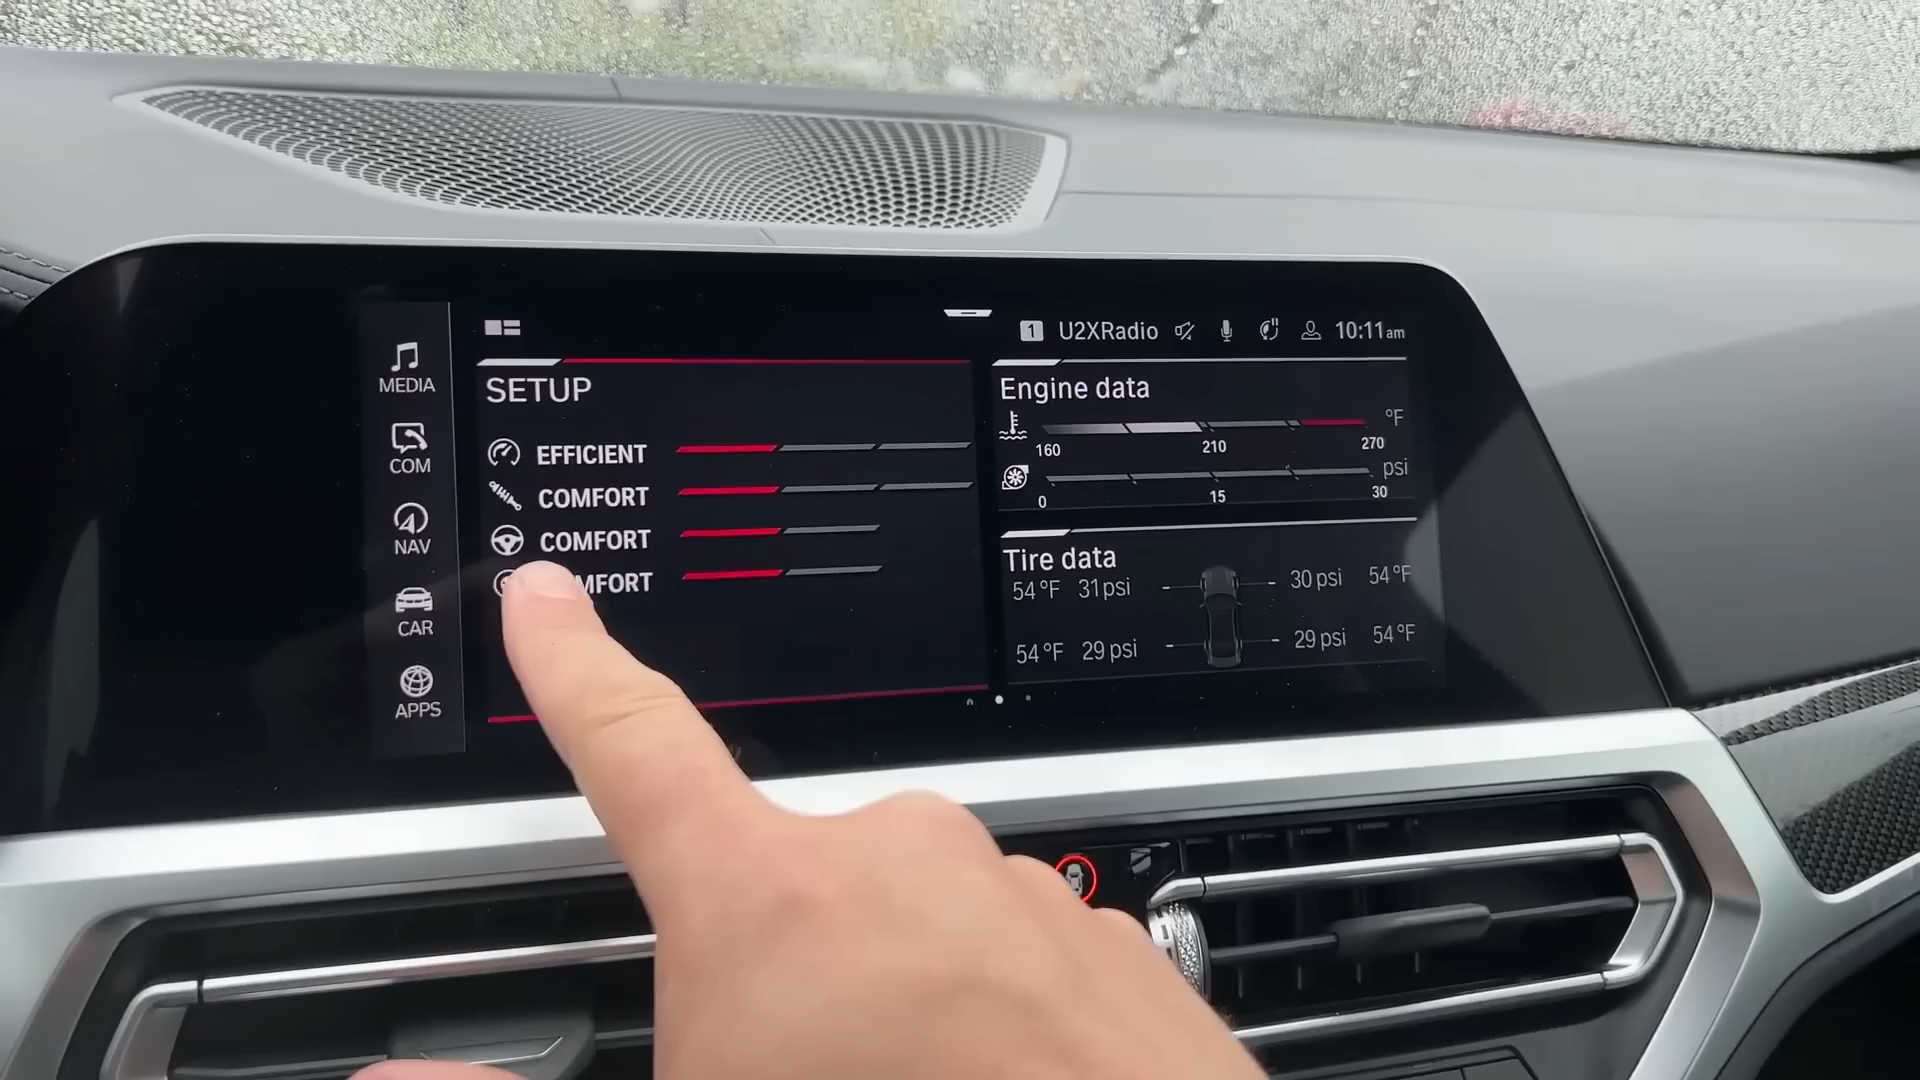 MEDIA
COM
NAV
CAR
APPS
SETUP
EFFICIENT
COMFORT
COMFORT
MFORT
1 U2XRadio 10:11am
Engine data
°F
160 210 270
psi
0 15 30
Tire data
54 °F 31 psi 30 psi 54 °F
54 °F 29 psi 29 psi 54 °F